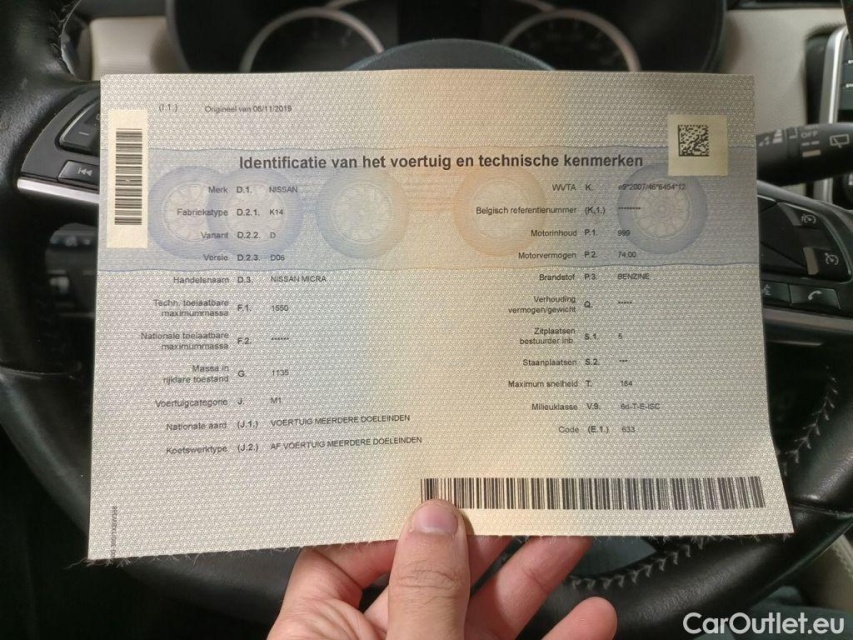 (I.1.) Origineel van 08/11/2019
Identificatie van het voertuig en technische kenmerken
Merk D.1. NISSAN
Fabriekstype D.2.1. K14
Variant D.2.2. D
Versie D.2.3. D06
Handelsnaam D.3. NISSAN MICRA
Techn. toelaatbare
maximummassa F.1. 1550
Nationale toelaatbare
maximummassa F.2. ******
Massa in
rijklare toestand G. 1135
Voertuigcategorie J. M1
Nationale aard (J.1.) VOERTUIG MEERDERE DOELEINDEN
Koetswerktype (J.2.) AF VOERTUIG MEERDERE DOELEINDEN
WVTA K. e9*2007/46*6454*12
Belgisch referentienummer (K.1.) ********
Motorinhoud P.1. 999
Motorvermogen P.2. 74.00
Brandstof P.3. BENZINE
Verhouding
vermogen/gewicht Q. *****
Zitplaatsen
bestuurder inb. S.1. 5
Staanplaatsen S.2. ***
Maximum snelheid T. 184
Milieuklasse V.9. 6d-T-E-ISC
Code (E.1.) 633
OFF
CarOutlet.eu